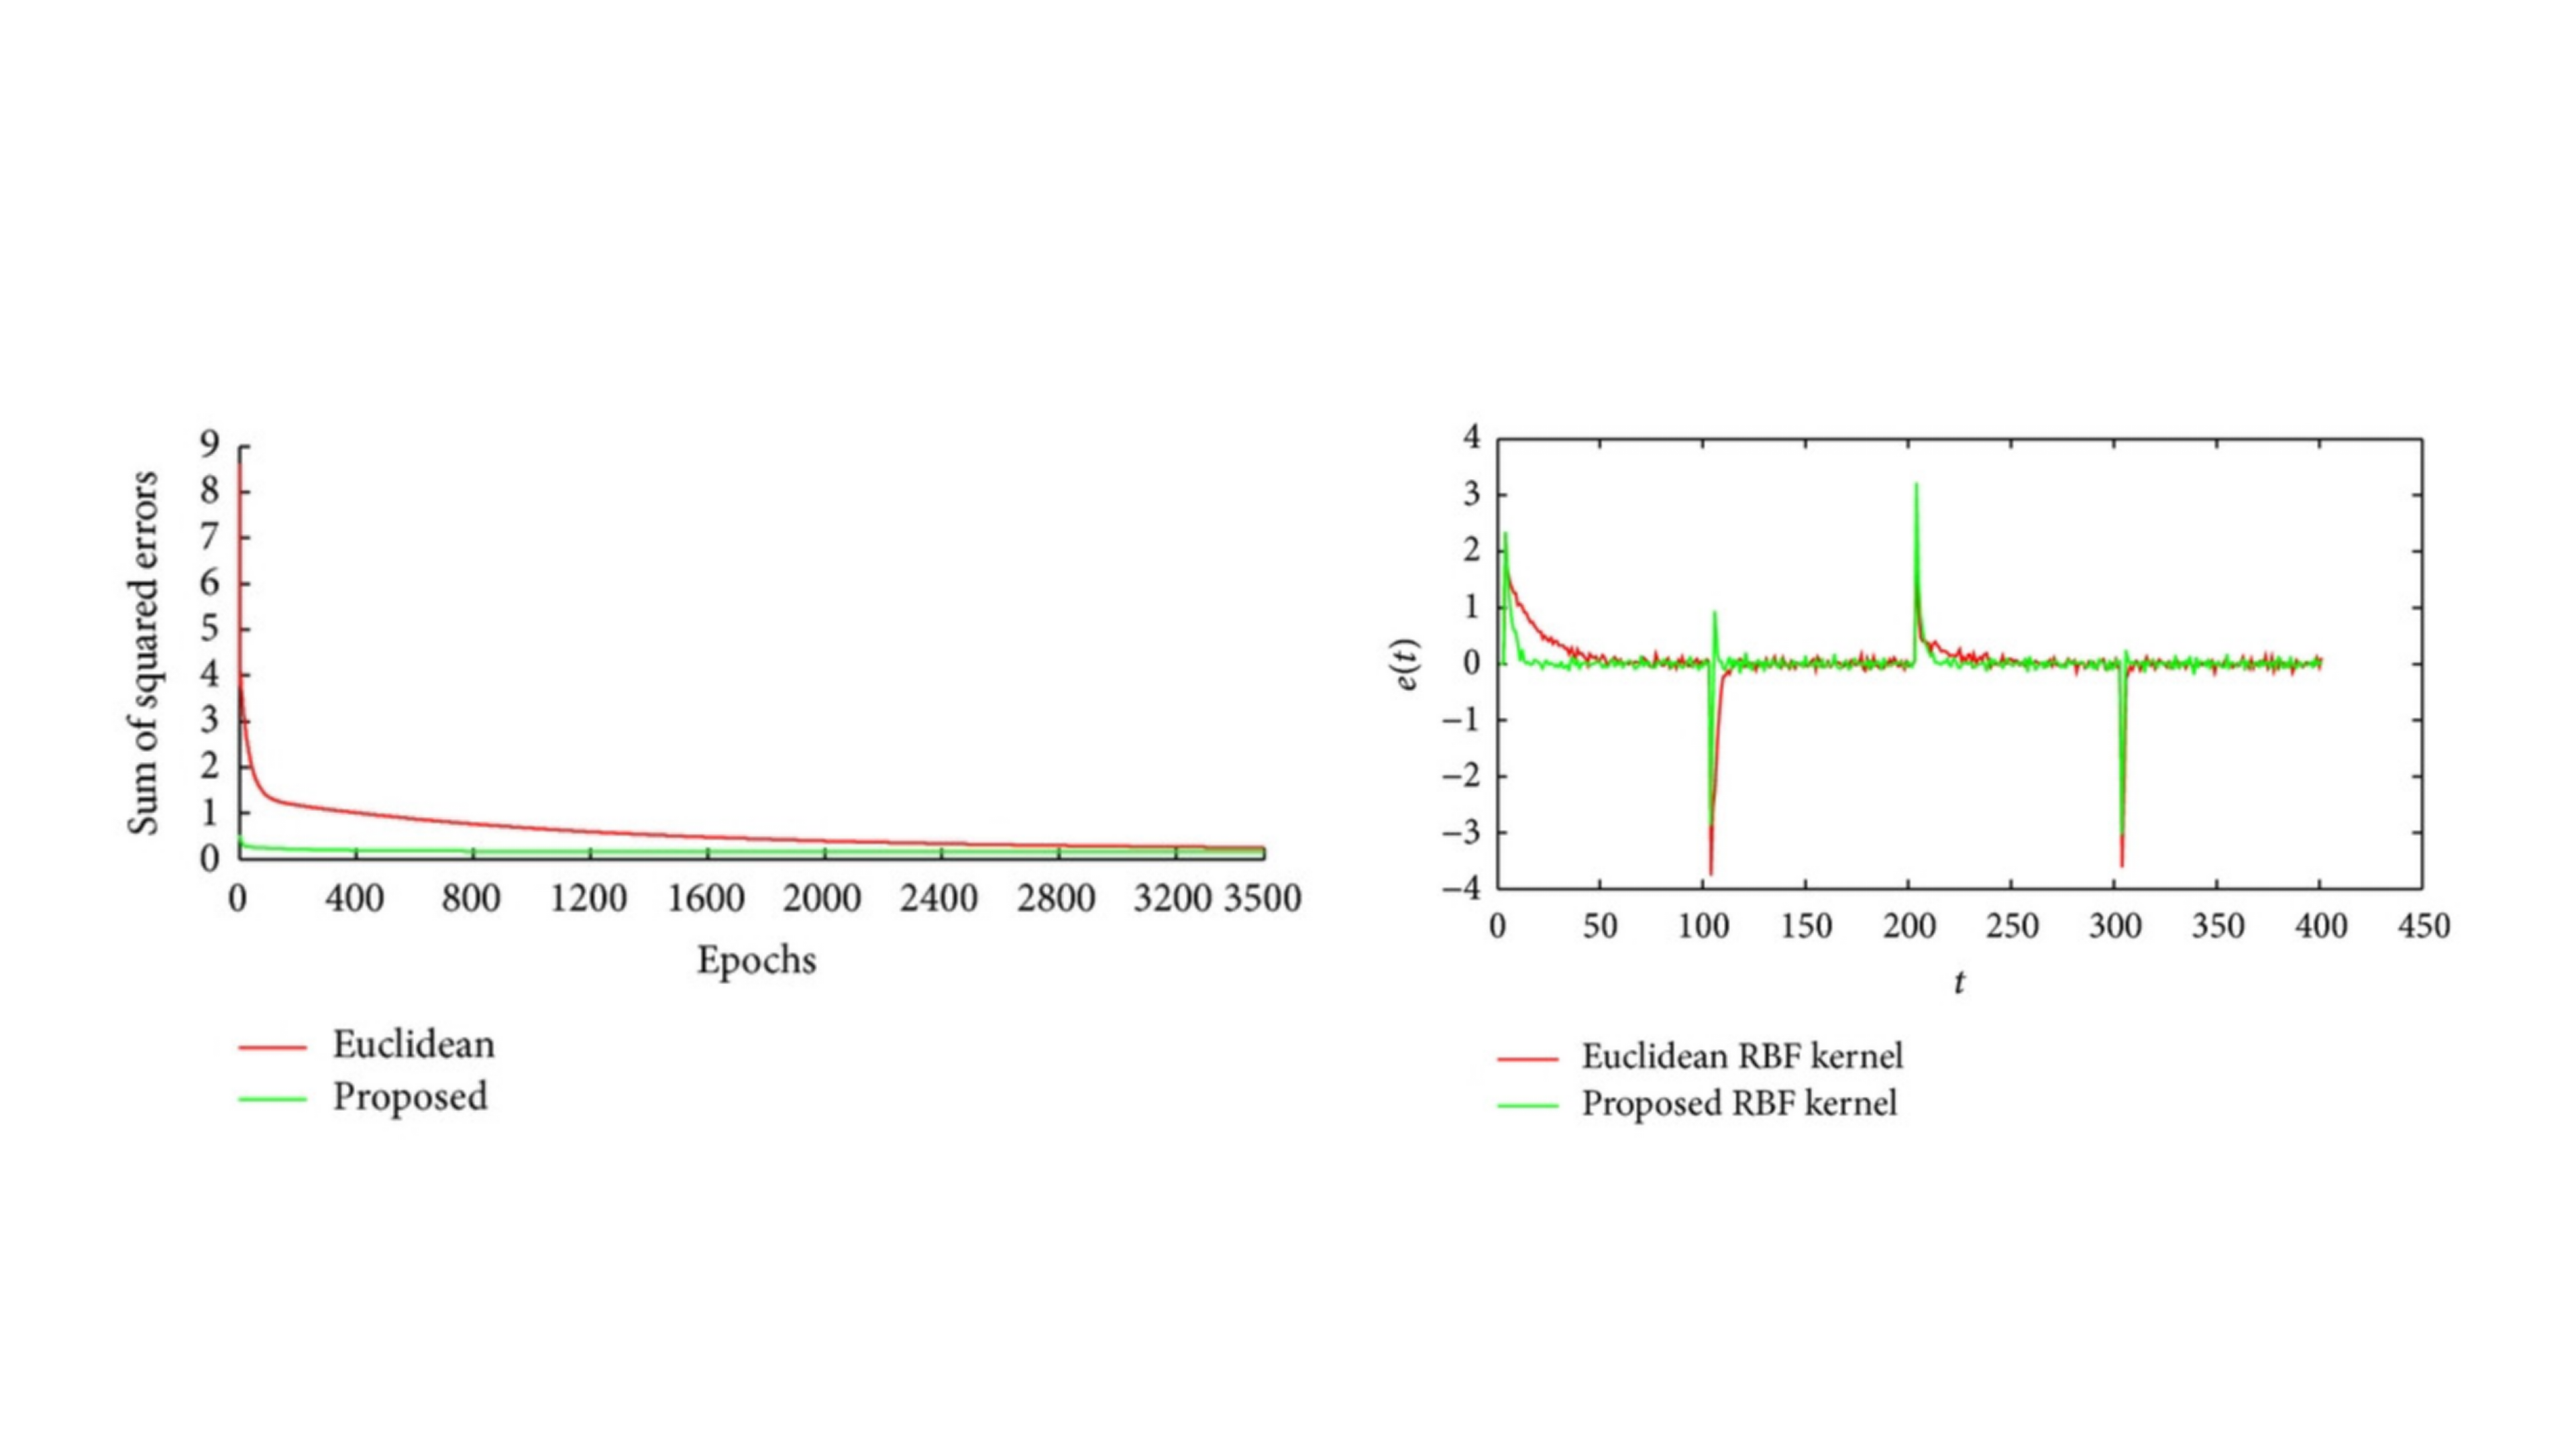 9
8
7
6
5
4
3
2
1
0
Sum of squared errors
0 400 800 1200 1600 2000 2400 2800 3200 3500
Epochs
Euclidean
Proposed
4
3
2
1
0
−1
−2
−3
−4
e(t)
0 50 100 150 200 250 300 350 400 450
t
Euclidean RBF kernel
Proposed RBF kernel